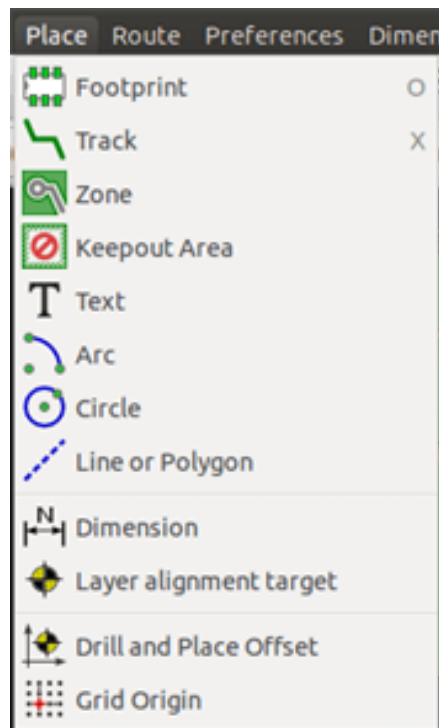 Place Route Preferences Dimen
Footprint O
Track X
Zone
Keepout Area
T Text
Arc
Circle
Line or Polygon
N Dimension
Layer alignment target
Drill and Place Offset
Grid Origin